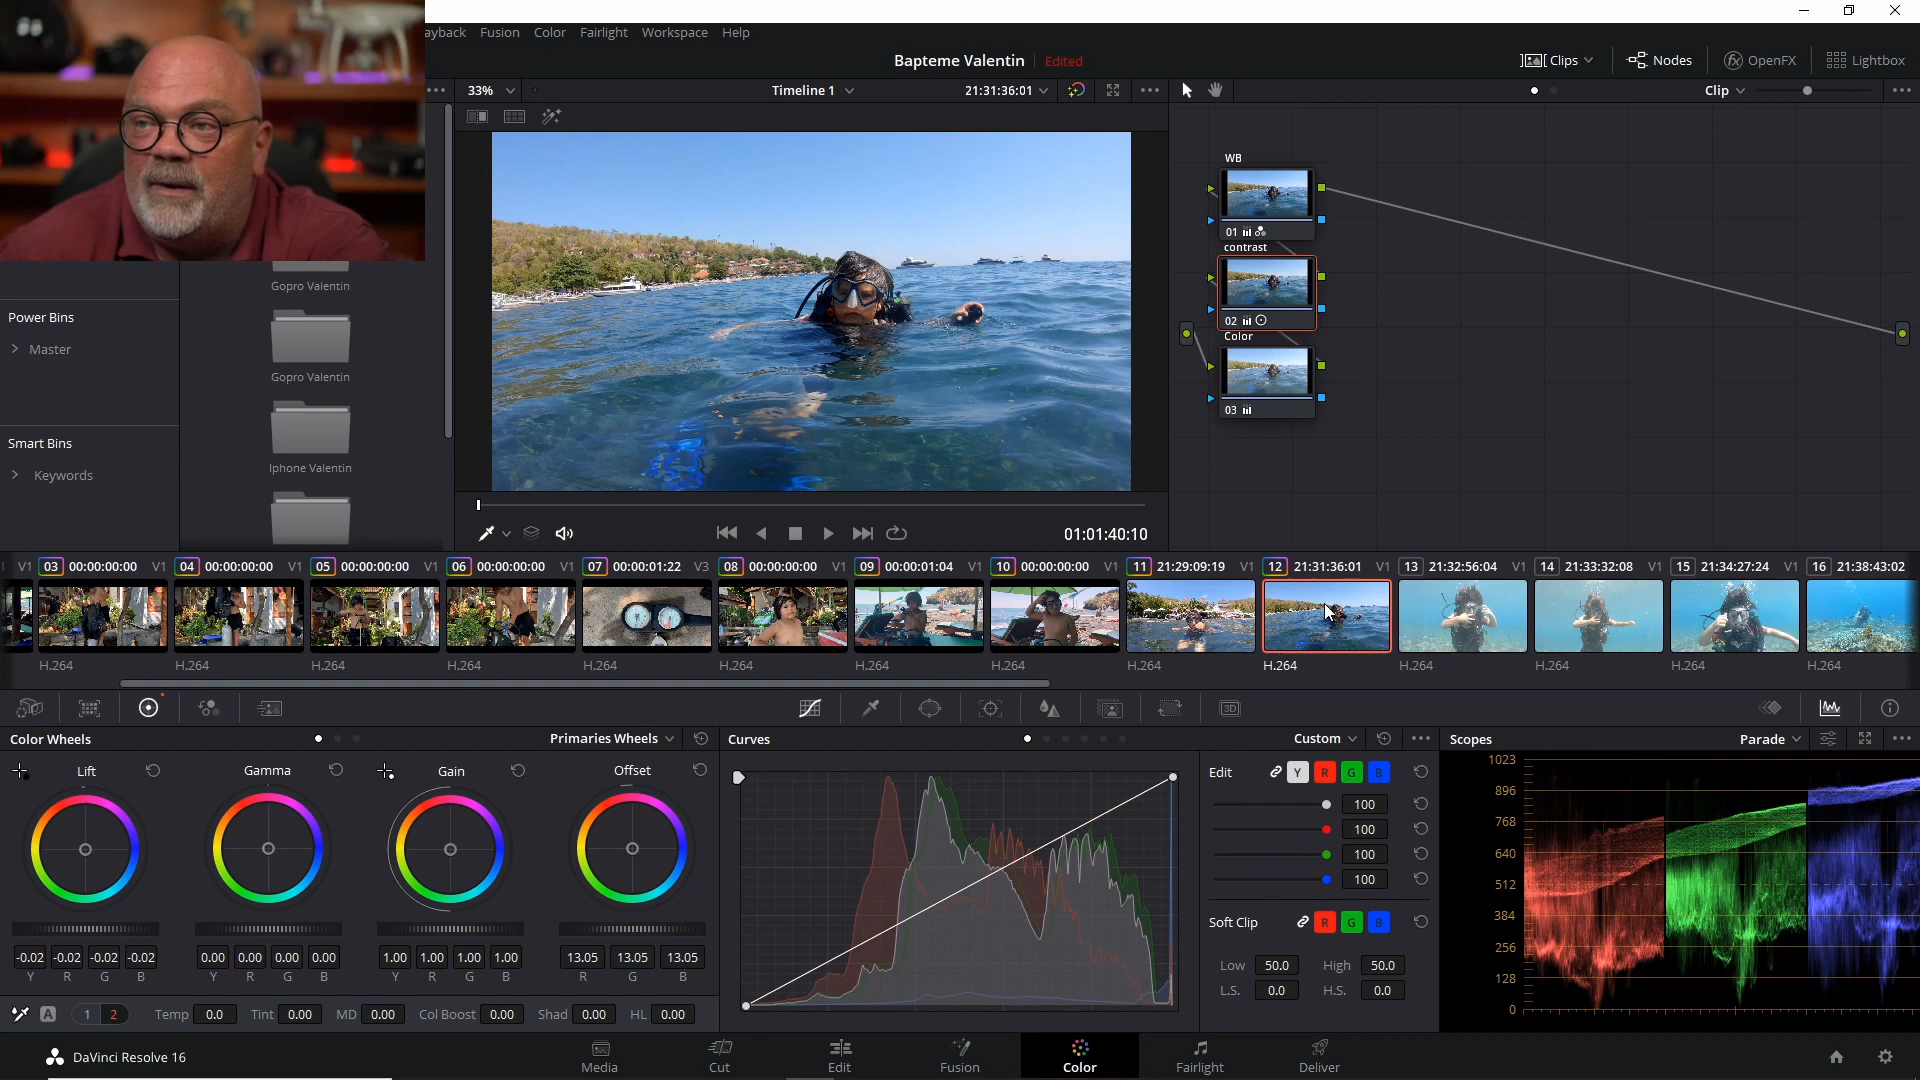 ayback Fusion Color Fairlight Workspace Help
Bapteme Valentin Edited
Clips Nodes OpenFX Lightbox
33% Timeline 1 21:31:36:01 Clip
WB
01
contrast
02
Color
03
Gopro Valentin
Power Bins
Master
Gopro Valentin
Smart Bins
Keywords
Iphone Valentin
01:01:40:10
V1 03 00:00:00:00 V1 04 00:00:00:00 V1 05 00:00:00:00 V1 06 00:00:00:00 V1 07 00:00:01:22 V3 08 00:00:00:00 V1 09 00:00:01:04 V1 10 00:00:00:00 V1 11 21:29:09:19 V1 12 21:31:36:01 V1 13 21:32:56:04 V1 14 21:33:32:08 V1 15 21:34:27:24 V1 16 21:38:43:02
H.264 H.264 H.264 H.264 H.264 H.264 H.264 H.264 H.264 H.264 H.264 H.264 H.264 H.264
3D
Color Wheels Primaries Wheels Curves Custom Scopes Parade
Lift Gamma Gain Offset
Edit Y R G B
100
100
100
100
Soft Clip R G B
Low 50.0 High 50.0
L.S. 0.0 H.S. 0.0
1023
896
768
640
512
384
256
128
0
-0.02 -0.02 -0.02 -0.02 0.00 0.00 0.00 0.00 1.00 1.00 1.00 1.00 13.05 13.05 13.05
Y R G B Y R G B Y R G B R G B
A 1 2 Temp 0.0 Tint 0.00 MD 0.00 Col Boost 0.00 Shad 0.00 HL 0.00
DaVinci Resolve 16
Media Cut Edit Fusion Color Fairlight Deliver